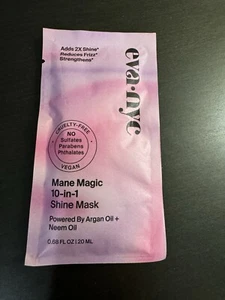 Adds 2X Shine*
Reduces Frizz*
Strengthens*
eva·nyc
CRUELTY-FREE
NO
Sulfates
Parabens
Phthalates
VEGAN
Mane Magic
10-in-1
Shine Mask
Powered By Argan Oil +
Neem Oil
0.68 FL OZ | 20 ML